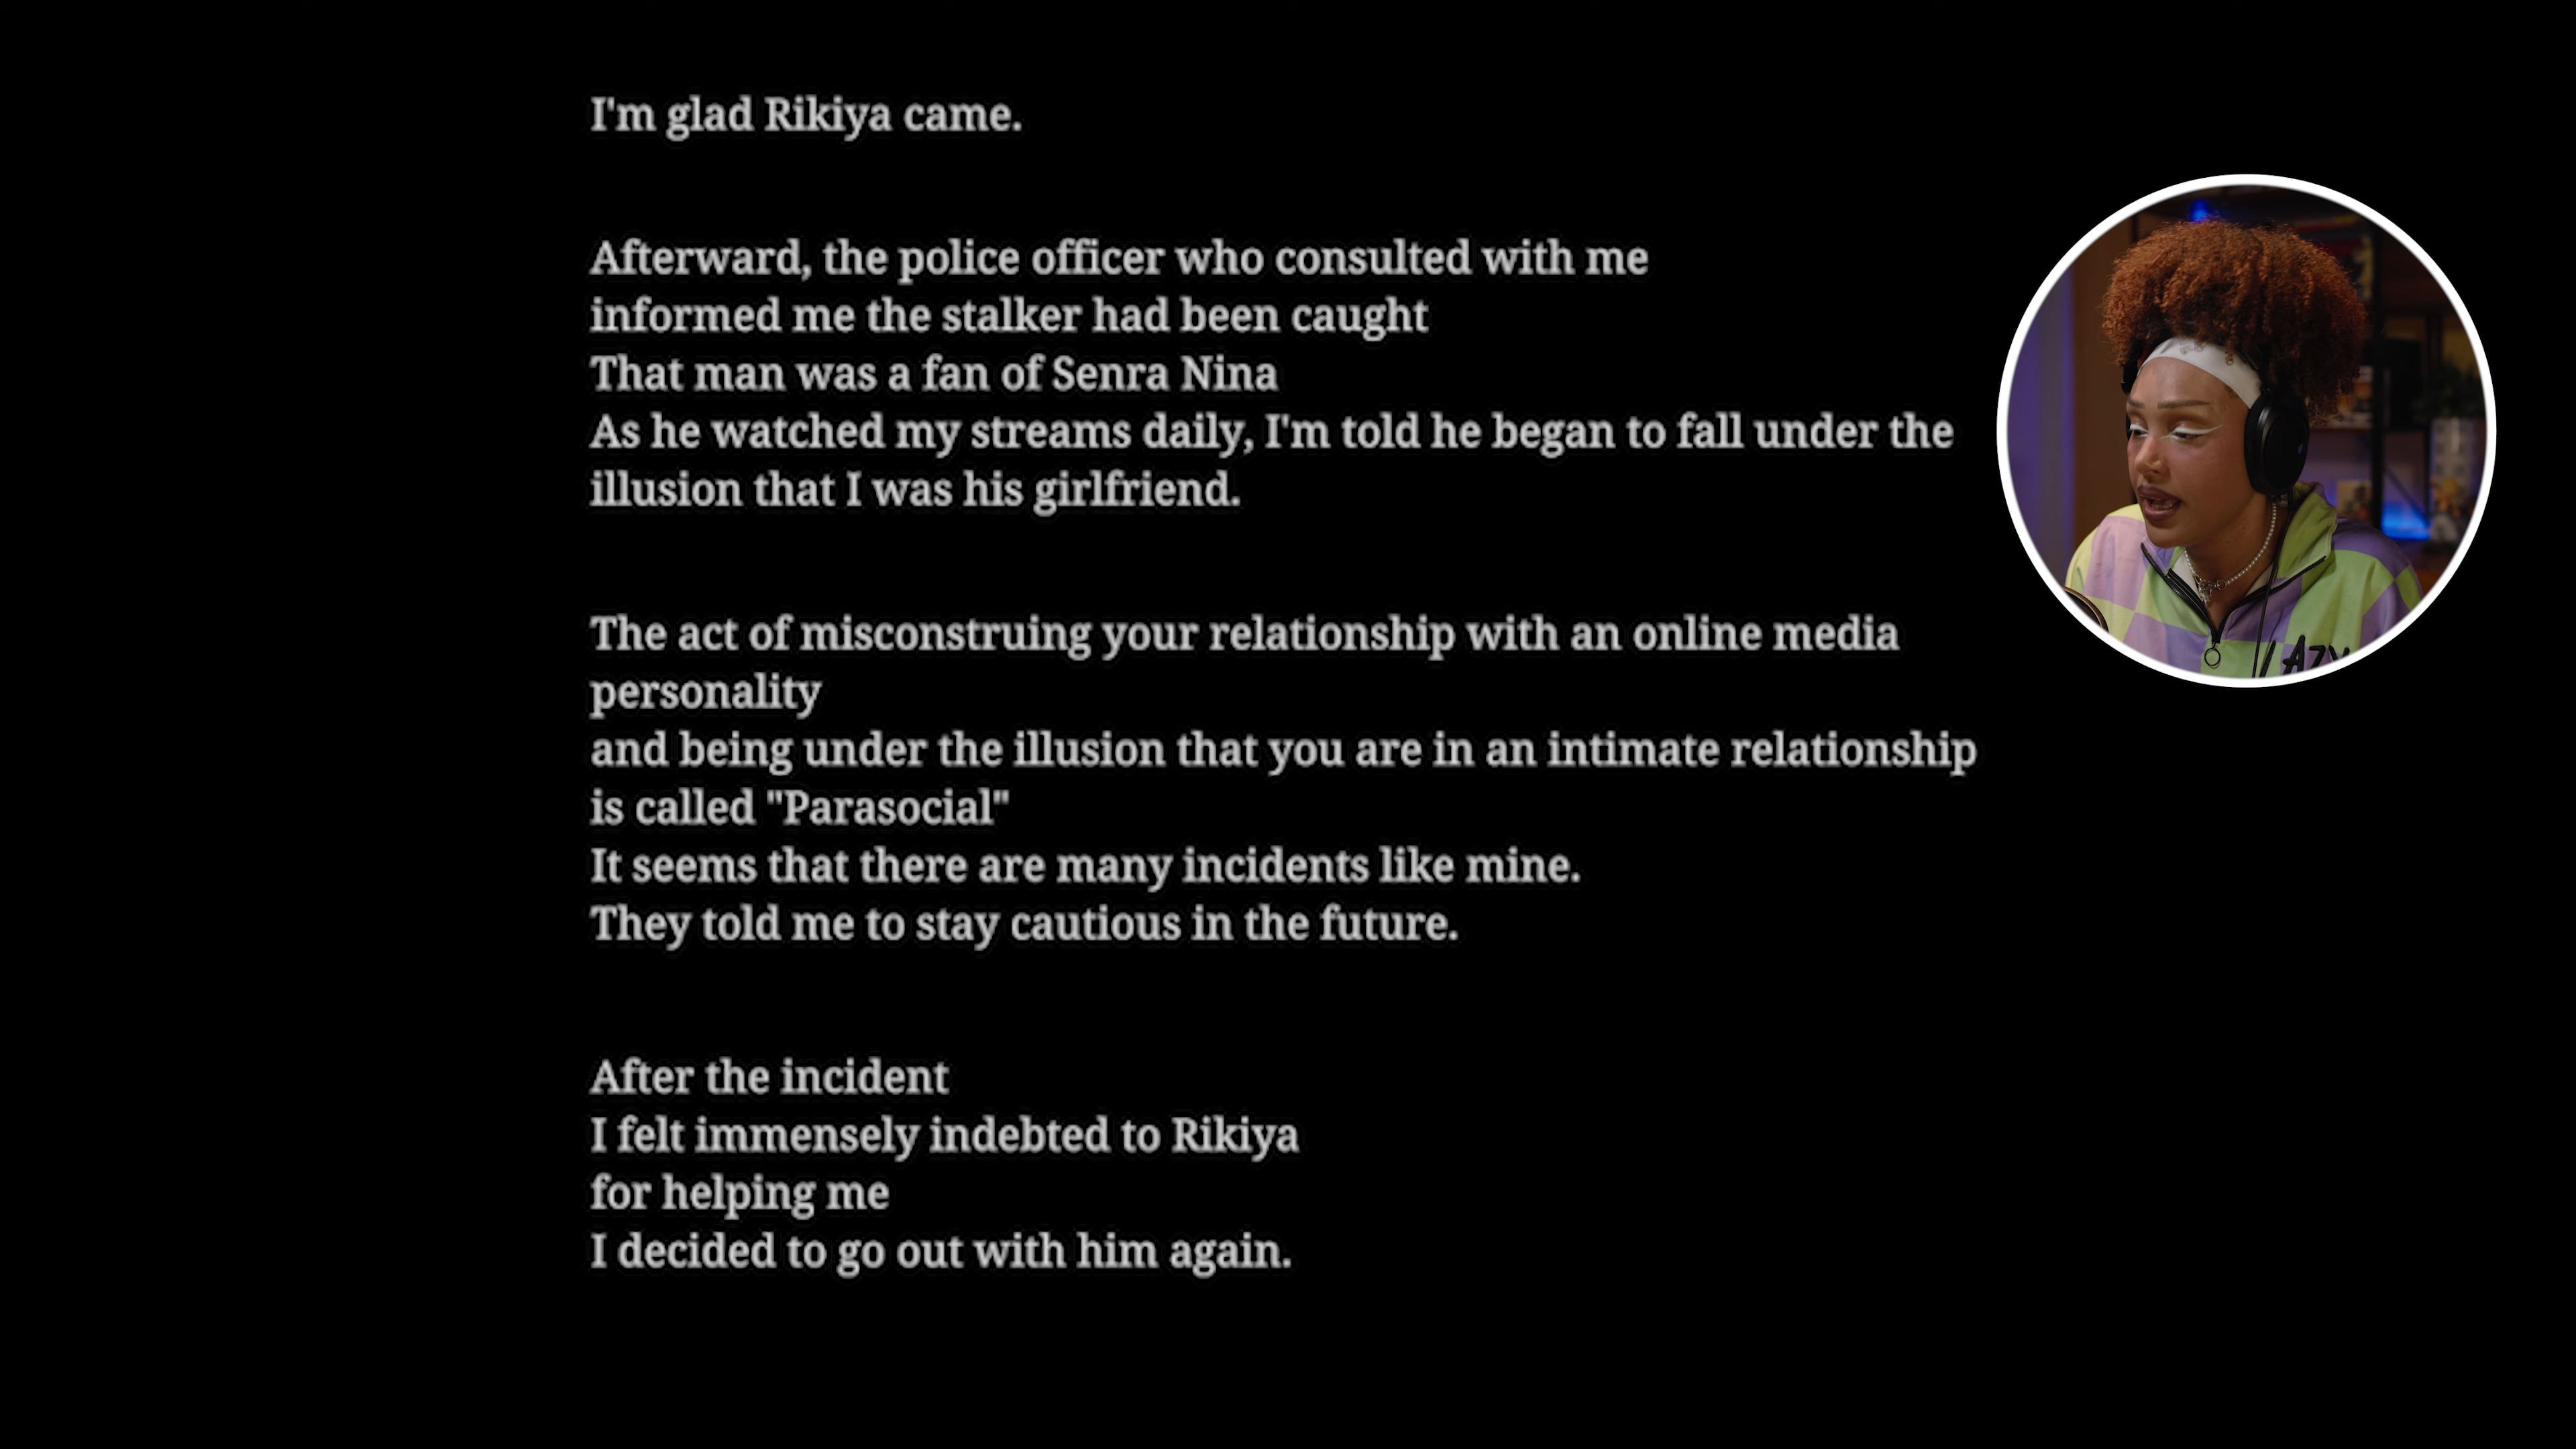 I'm glad Rikiya came.
Afterward, the police officer who consulted with me
informed me the stalker had been caught
That man was a fan of Senra Nina
As he watched my streams daily, I'm told he began to fall under the
illusion that I was his girlfriend.
The act of misconstruing your relationship with an online media
personality
and being under the illusion that you are in an intimate relationship
is called "Parasocial"
It seems that there are many incidents like mine.
They told me to stay cautious in the future.
After the incident
I felt immensely indebted to Rikiya
for helping me
I decided to go out with him again.